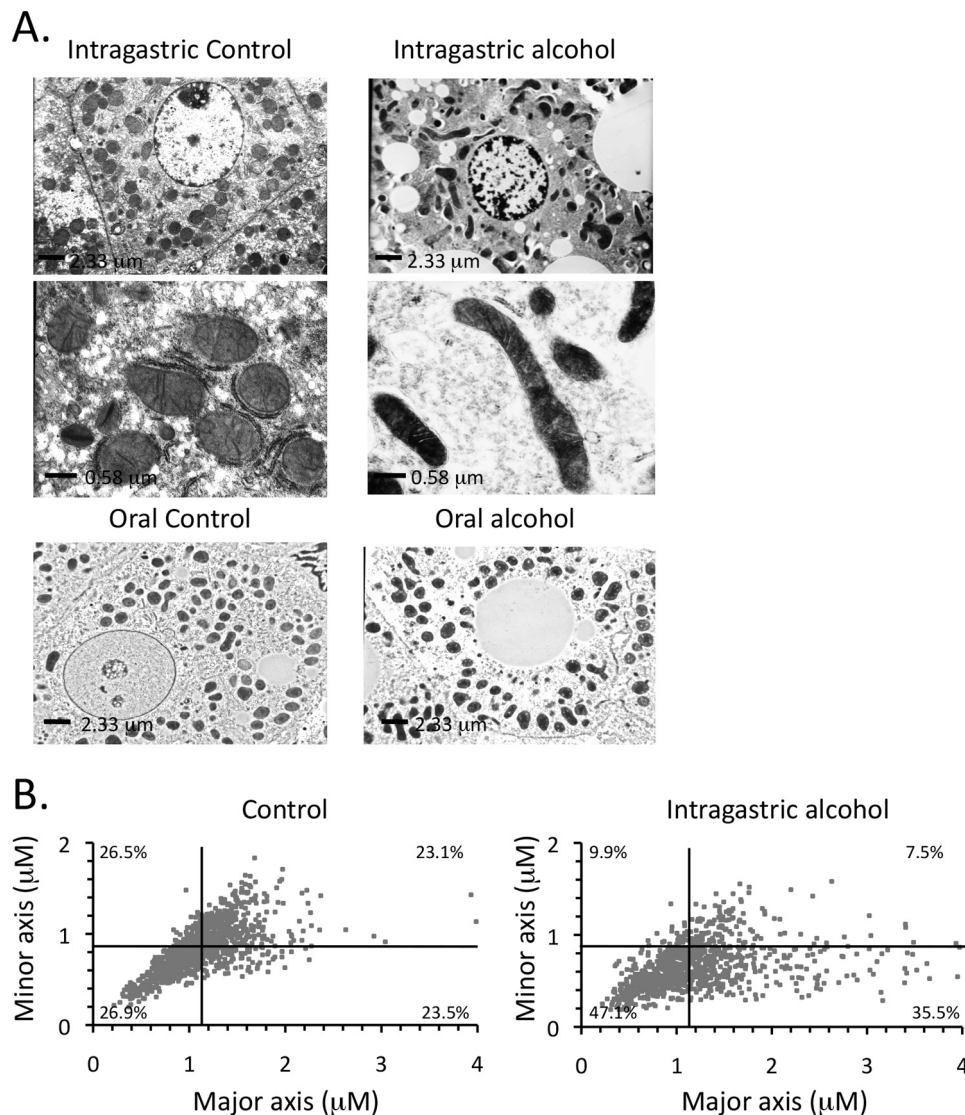 A.
Intragastric Control
Intragastric alcohol
2.33 μm
2.33 μm
0.58 μm
0.58 μm
Oral Control
Oral alcohol
2.33 μm
2.33 μm
B.
Control
Intragastric alcohol
2
26.5%
23.1%
Minor axis (μM)
1
0
26.9%
23.5%
0 1 2 3 4
Major axis (μM)
2
9.9%
7.5%
Minor axis (μM)
1
0
47.1%
35.5%
0 1 2 3 4
Major axis (μM)